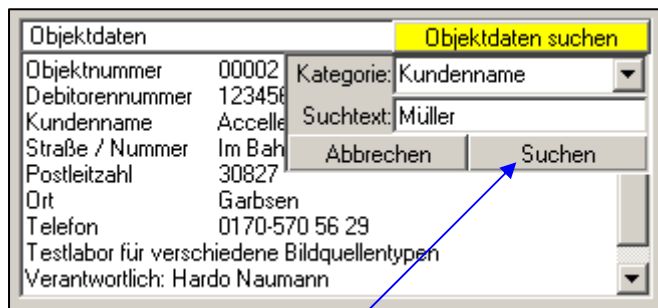 Objektdaten Objektdaten suchen
Objektnummer 00002 Kategorie: Kundenname
Debitorennummer 123456
Kundenname Accelle Suchtext: Müller
Straße / Nummer Im Bah Abbrechen Suchen
Postleitzahl 30827
Ort Garbsen
Telefon 0170-570 56 29
Testlabor für verschiedene Bildquellentypen
Verantwortlich: Hardo Naumann